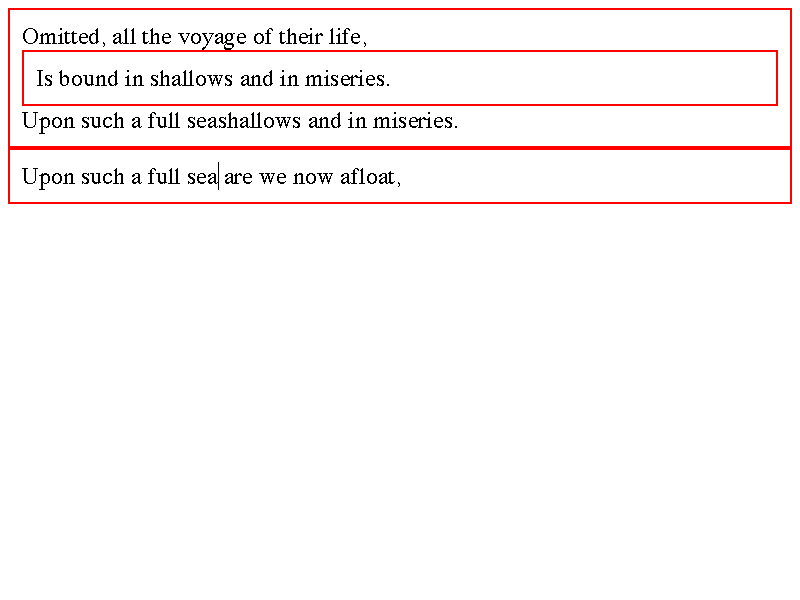 Omitted, all the voyage of their life,
Is bound in shallows and in miseries.
Upon such a full seashallows and in miseries.
Upon such a full sea are we now afloat,